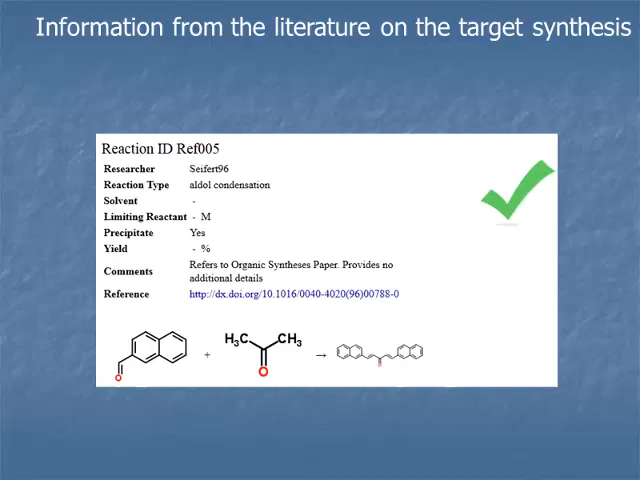 Information from the literature on the target synthesis
Reaction ID Ref005
Researcher Seifert96
Reaction Type aldol condensation
Solvent -
Limiting Reactant - M
Precipitate Yes
Yield - %
Comments Refers to Organic Syntheses Paper. Provides no
additional details
Reference http://dx.doi.org/10.1016/0040-4020(96)00788-0
H3C CH3
+ →
O O